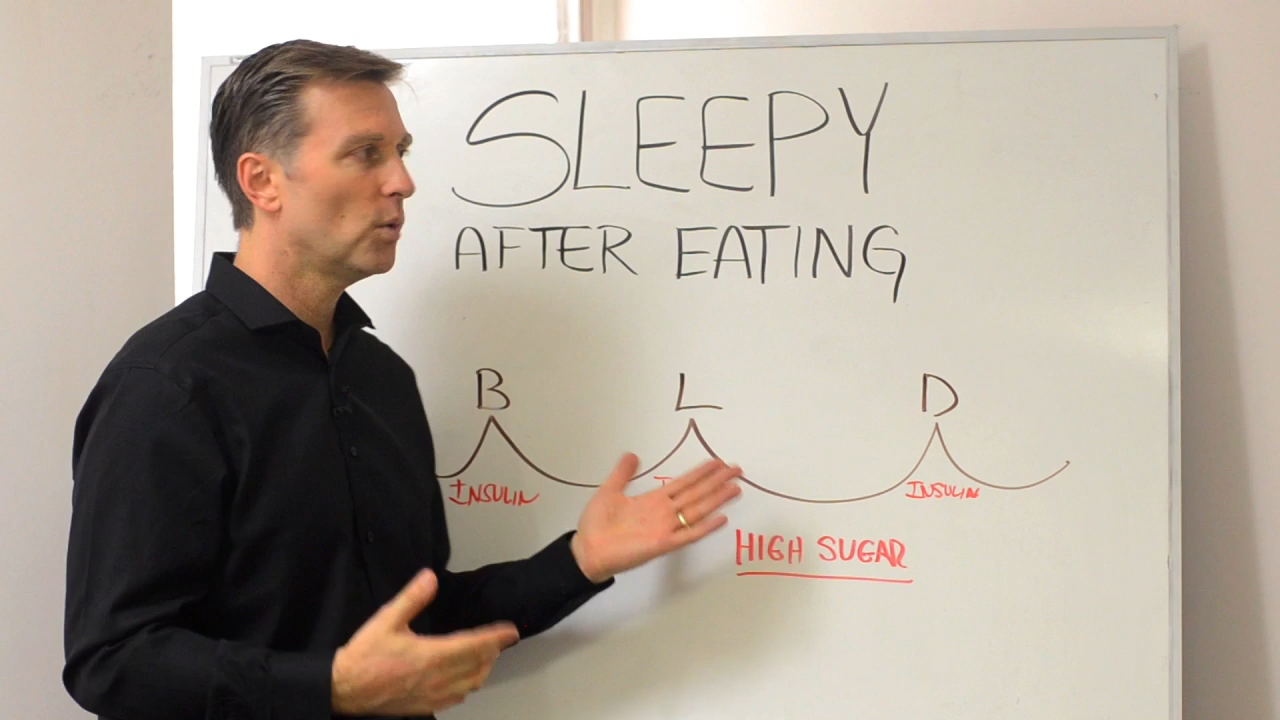 SLEEPY
AFTER EATING
B L D
INSULIN INSULIN
HIGH SUGAR